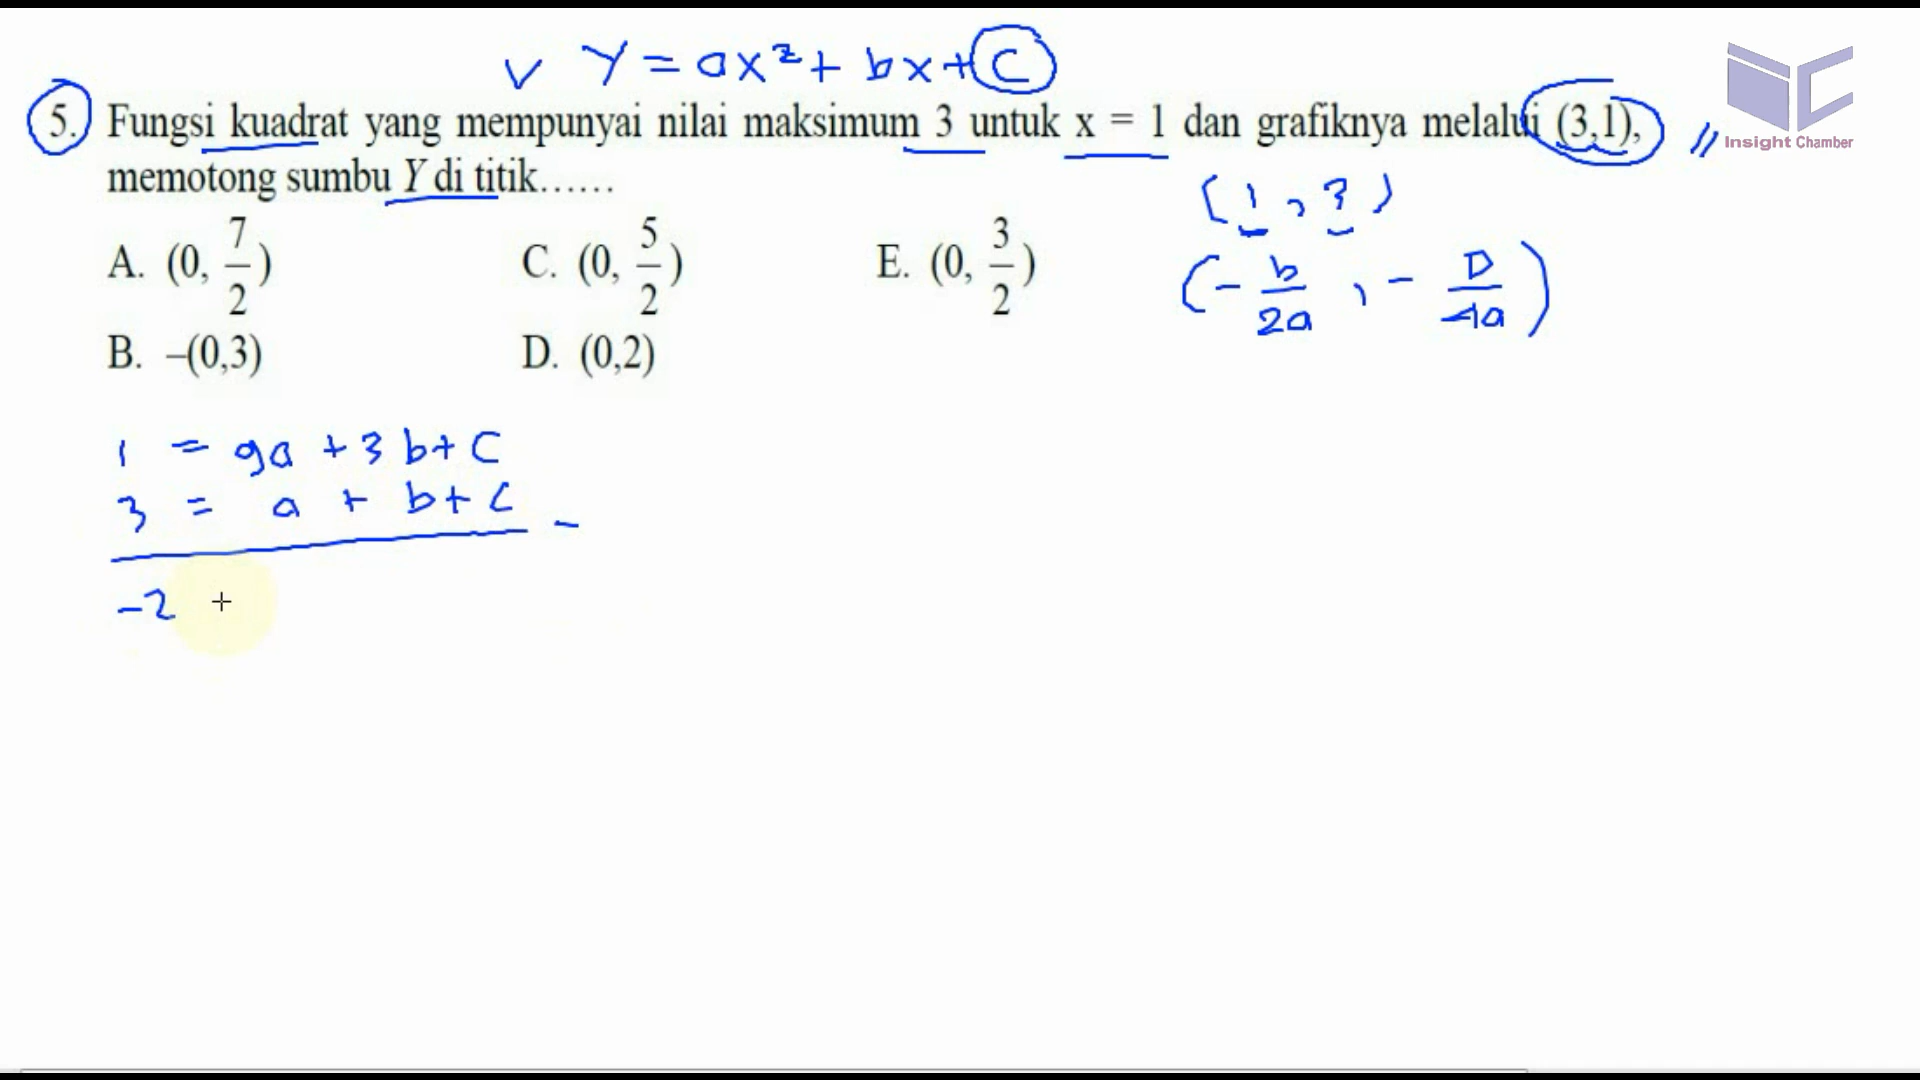 v Y = ax² + bx + c
5. Fungsi kuadrat yang mempunyai nilai maksimum 3 untuk x = 1 dan grafiknya melalui (3,1), //
Insight Chamber
memotong sumbu Y di titik......
(1, 3)
A. (0, 7/2) C. (0, 5/2) E. (0, 3/2)
(-b/2a, -D/4a)
B. –(0,3) D. (0,2)
1 = 9a + 3b + c
3 = a + b + c –
-2